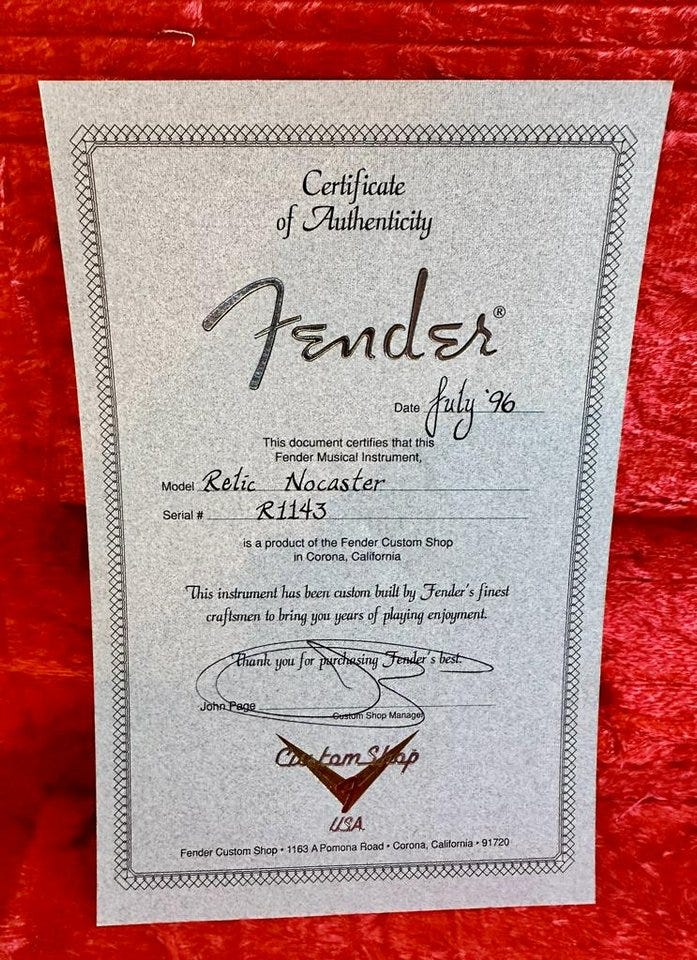 Certificate
of Authenticity
Fender®
Date July '96
This document certifies that this
Fender Musical Instrument,
Model Relic Nocaster
Serial # R1143
is a product of the Fender Custom Shop
in Corona, California
This instrument has been custom built by Fender's finest
craftsmen to bring you years of playing enjoyment.
Thank you for purchasing Fender's best.
John Page
Custom Shop Manager
Custom Shop
USA
Fender Custom Shop • 1163 A Pomona Road • Corona, California • 91720